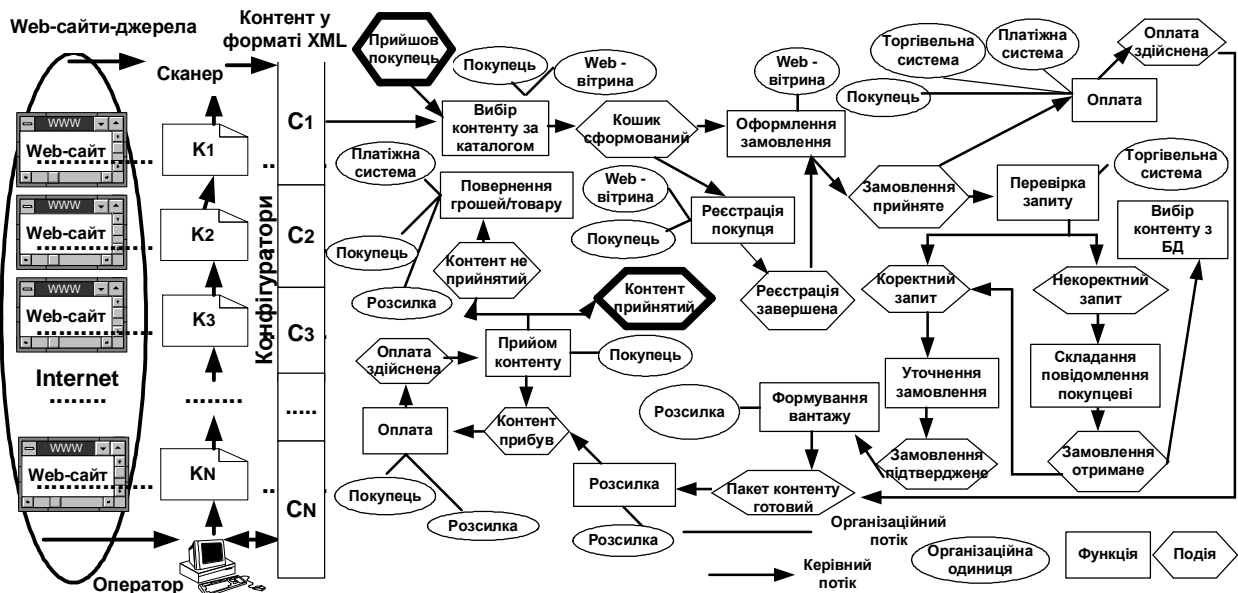 Web-сайти-джерела
Контент у
форматі XML
Сканер
WWW
Web-сайт
K1
Web-сайт
K2
Web-сайт
K3
Internet
........
........
WWW
Web-сайт
KN
Оператор
Конфігуратори
C1
C2
C3
.....
CN
Прийшов
покупець
Покупець
Web -
вітрина
Вибір
контенту за
каталогом
Кошик
сформований
Web -
вітрина
Оформлення
замовлення
Торгівельна
система
Платіжна
система
Покупець
Оплата
здійснена
Оплата
Платіжна
система
Повернення
грошей/товару
Покупець
Розсилка
Контент не
прийнятий
Web -
вітрина
Покупець
Реєстрація
покупця
Реєстрація
завершена
Замовлення
прийняте
Перевірка
запиту
Торгівельна
система
Вибір
контенту з
БД
Коректний
запит
Некоректний
запит
Контент
прийнятий
Оплата
здійснена
Прийом
контенту
Покупець
Уточнення
замовлення
Складання
повідомлення
покупцеві
Розсилка
Формування
вантажу
Замовлення
підтверджене
Замовлення
отримане
Оплата
Контент
прибув
Покупець
Розсилка
Розсилка
Розсилка
Пакет контенту
готовий
Організаційний
потік
Керівний
потік
Організаційна
одиниця
Функція
Подія